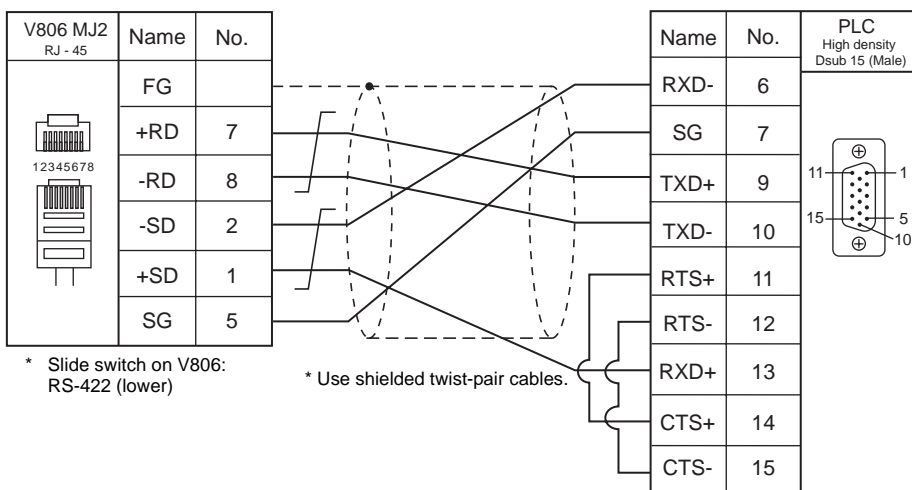 V806 MJ2
RJ - 45
Name No.
FG
+RD 7
-RD 8
-SD 2
+SD 1
SG 5
12345678
* Slide switch on V806:
RS-422 (lower)
* Use shielded twist-pair cables.
Name No.
RXD- 6
SG 7
TXD+ 9
TXD- 10
RTS+ 11
RTS- 12
RXD+ 13
CTS+ 14
CTS- 15
PLC
High density
Dsub 15 (Male)
11 1
15 5
10